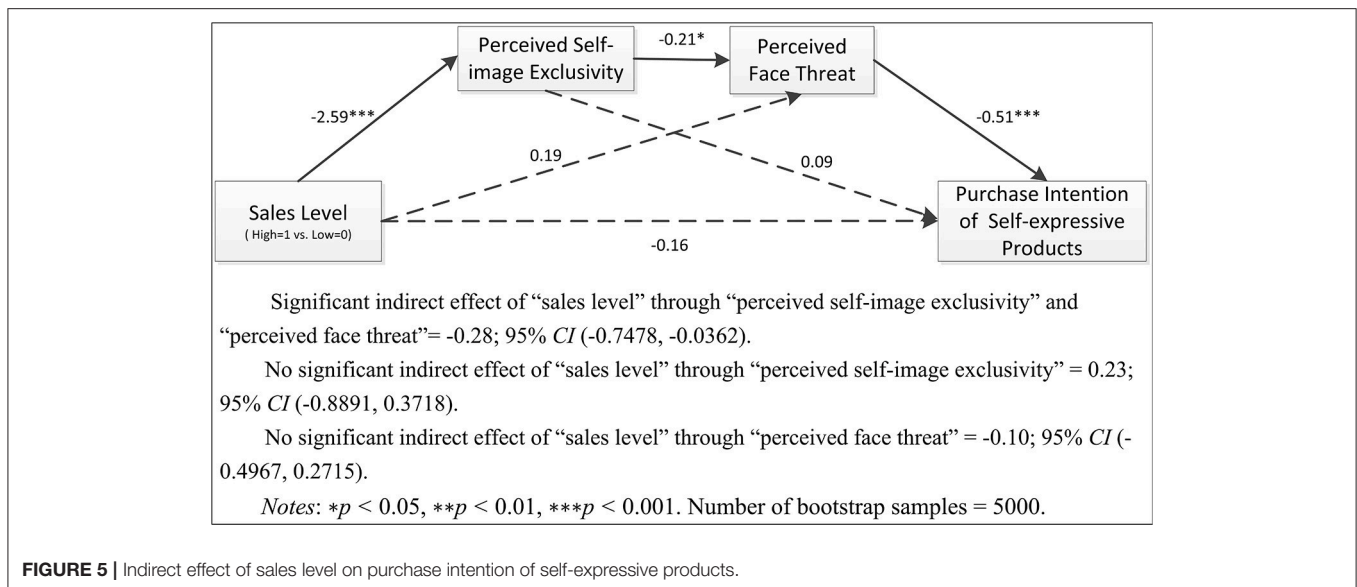 Perceived Self-
image Exclusivity
-0.21*
Perceived
Face Threat
-2.59***
-0.51***
0.19
0.09
Sales Level
( High=1 vs. Low=0)
Purchase Intention
of Self-expressive
Products
-0.16
Significant indirect effect of “sales level” through “perceived self-image exclusivity” and
“perceived face threat”= -0.28; 95% CI (-0.7478, -0.0362).
No significant indirect effect of “sales level” through “perceived self-image exclusivity” = 0.23;
95% CI (-0.8891, 0.3718).
No significant indirect effect of “sales level” through “perceived face threat” = -0.10; 95% CI (-
0.4967, 0.2715).
Notes: *p < 0.05, **p < 0.01, ***p < 0.001. Number of bootstrap samples = 5000.
FIGURE 5 | Indirect effect of sales level on purchase intention of self-expressive products.